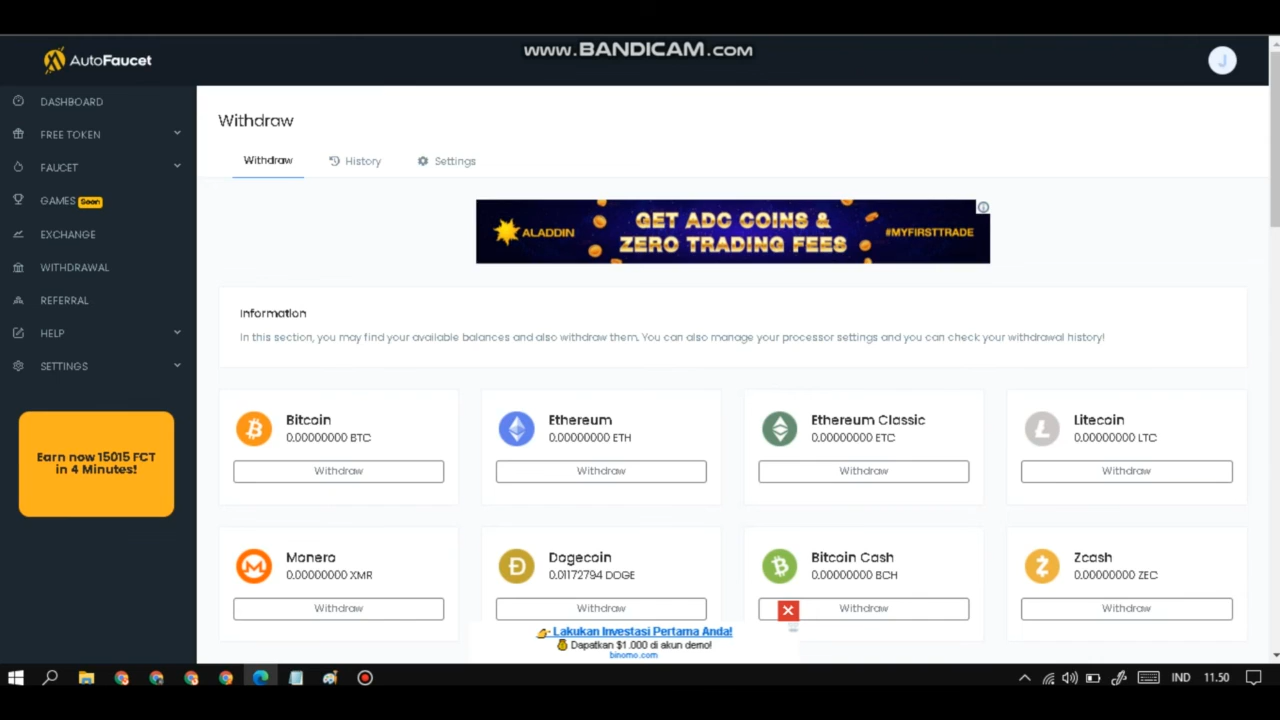 www.BANDICAM.com
AutoFaucet
J
DASHBOARD
FREE TOKEN
FAUCET
GAMES Soon
EXCHANGE
WITHDRAWAL
REFERRAL
HELP
SETTINGS
Earn now 15015 FCT
in 4 Minutes!
Withdraw
Withdraw
History
Settings
ALADDIN
GET ADC COINS &
ZERO TRADING FEES
#MYFIRSTTRADE
Information
In this section, you may find your available balances and also withdraw them. You can also manage your processor settings and you can check your withdrawal history!
Bitcoin
0.00000000 BTC
Withdraw
Ethereum
0.00000000 ETH
Withdraw
Ethereum Classic
0.00000000 ETC
Withdraw
Litecoin
0.00000000 LTC
Withdraw
Monero
0.00000000 XMR
Withdraw
Dogecoin
0.01172794 DOGE
Withdraw
Bitcoin Cash
0.00000000 BCH
Withdraw
Zcash
0.00000000 ZEC
Withdraw
Lakukan Investasi Pertama Anda!
Dapatkan $1.000 di akun demo!
binomo.com
IND
11.50